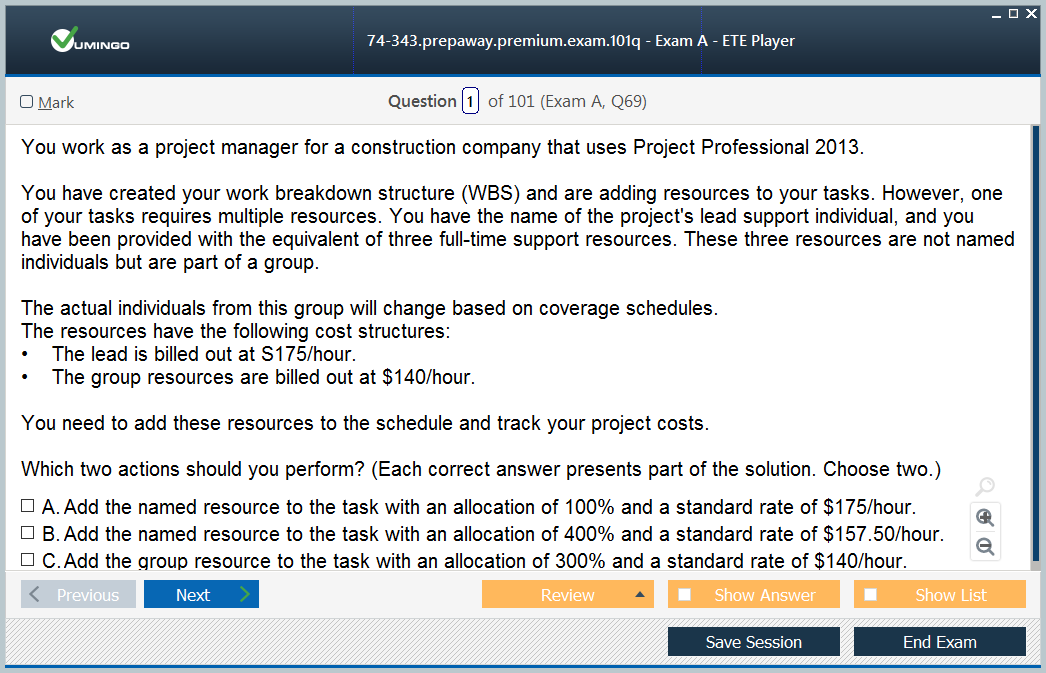 VUMINGO
74-343.prepaway.premium.exam.101q - Exam A - ETE Player
Mark
Question 1 of 101 (Exam A, Q69)
You work as a project manager for a construction company that uses Project Professional 2013.
You have created your work breakdown structure (WBS) and are adding resources to your tasks. However, one
of your tasks requires multiple resources. You have the name of the project's lead support individual, and you
have been provided with the equivalent of three full-time support resources. These three resources are not named
individuals but are part of a group.
The actual individuals from this group will change based on coverage schedules.
The resources have the following cost structures:
• The lead is billed out at S175/hour.
• The group resources are billed out at $140/hour.
You need to add these resources to the schedule and track your project costs.
Which two actions should you perform? (Each correct answer presents part of the solution. Choose two.)
A. Add the named resource to the task with an allocation of 100% and a standard rate of $175/hour.
B. Add the named resource to the task with an allocation of 400% and a standard rate of $157.50/hour.
C. Add the group resource to the task with an allocation of 300% and a standard rate of $140/hour.
Previous
Next
Review
Show Answer
Show List
Save Session
End Exam